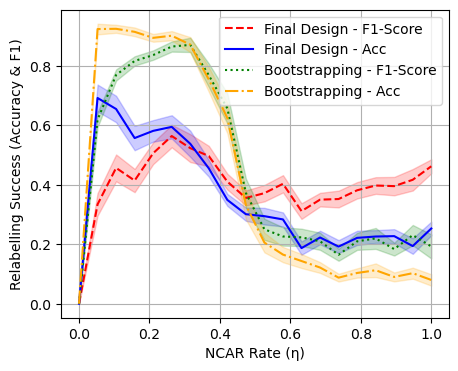 Relabelling Success (Accuracy & F1)
0.8
0.6
0.4
0.2
0.0
Final Design - F1-Score
Final Design - Acc
Bootstrapping - F1-Score
Bootstrapping - Acc
0.0 0.2 0.4 0.6 0.8 1.0
NCAR Rate (η)